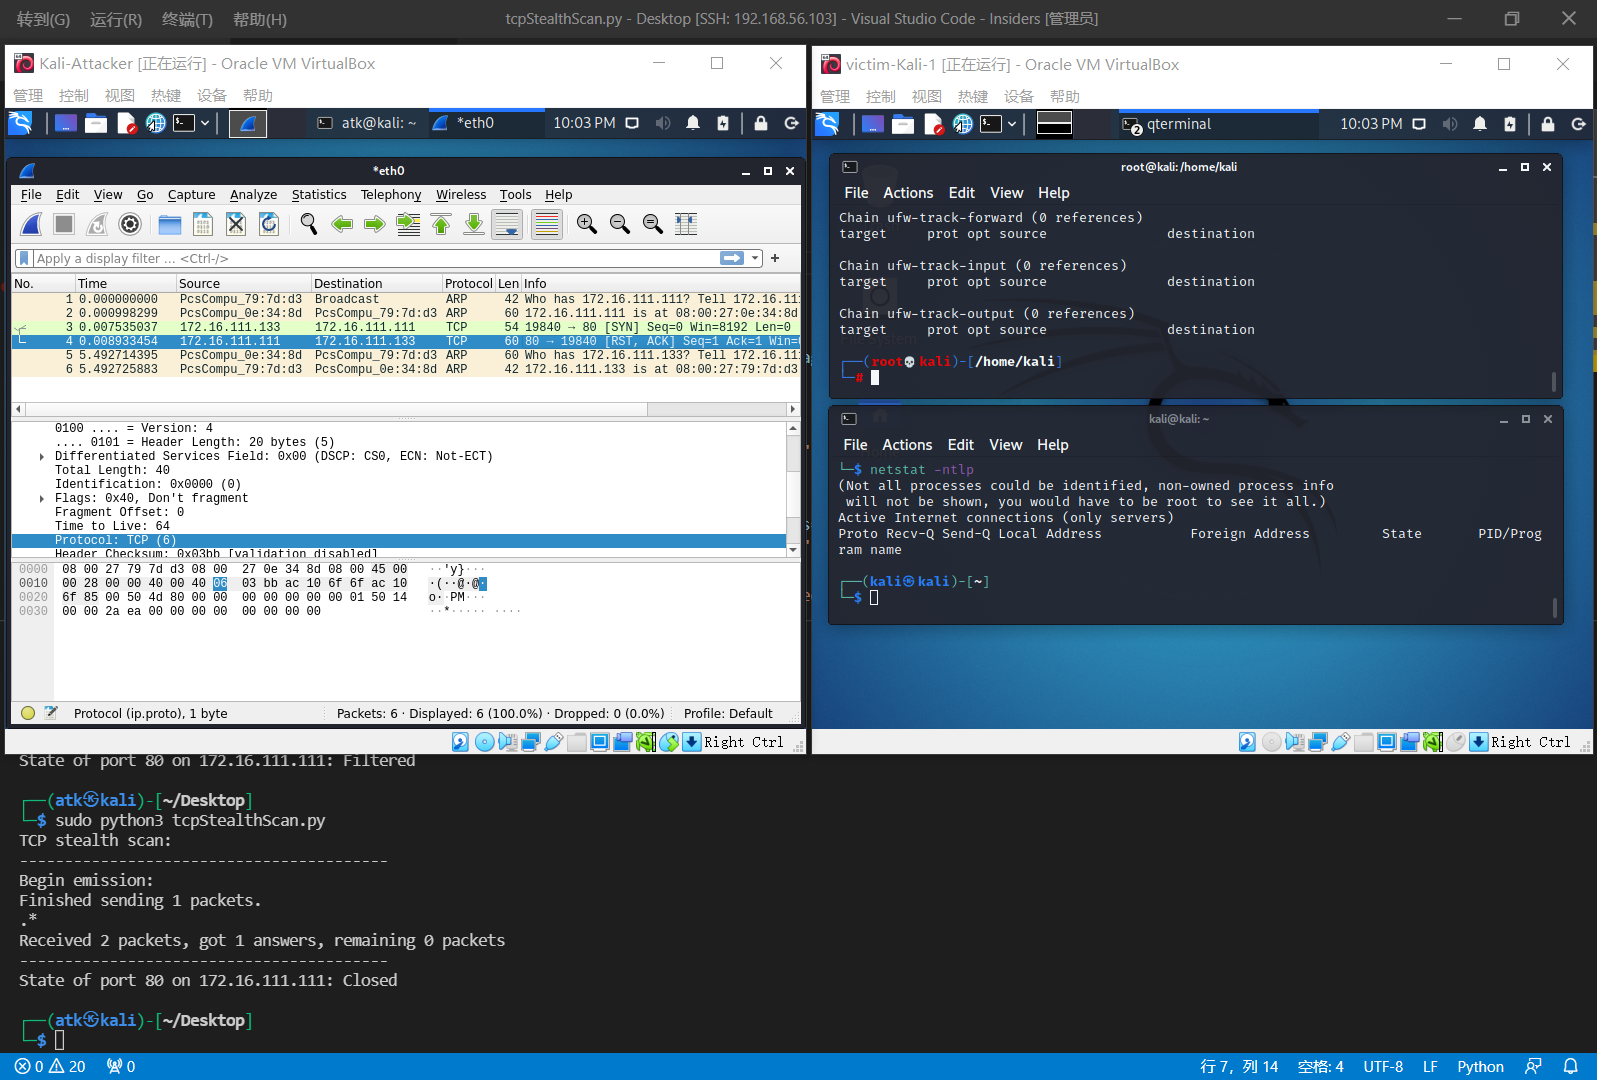 转到(G) 运行(R) 终端(T) 帮助(H) tcpStealthScan.py - Desktop [SSH: 192.168.56.103] - Visual Studio Code - Insiders [管理员]
Kali-Attacker [正在运行] - Oracle VM VirtualBox
管理 控制 视图 热键 设备 帮助
atk@kali: ~ *eth0 10:03 PM
*eth0
File Edit View Go Capture Analyze Statistics Telephony Wireless Tools Help
Apply a display filter ... <Ctrl-/>
No. Time Source Destination Protocol Len Info
1 0.000000000 PcsCompu_79:7d:d3 Broadcast ARP 42 Who has 172.16.111.111? Tell 172.16.11
2 0.000998299 PcsCompu_0e:34:8d PcsCompu_79:7d:d3 ARP 60 172.16.111.111 is at 08:00:27:0e:34:8d
3 0.007535037 172.16.111.133 172.16.111.111 TCP 54 19840 → 80 [SYN] Seq=0 Win=8192 Len=0
4 0.008933454 172.16.111.111 172.16.111.133 TCP 60 80 → 19840 [RST, ACK] Seq=1 Ack=1 Win=
5 5.492714395 PcsCompu_0e:34:8d PcsCompu_79:7d:d3 ARP 60 Who has 172.16.111.133? Tell 172.16.11
6 5.492725883 PcsCompu_79:7d:d3 PcsCompu_0e:34:8d ARP 42 172.16.111.133 is at 08:00:27:79:7d:d3
0100 .... = Version: 4
.... 0101 = Header Length: 20 bytes (5)
Differentiated Services Field: 0x00 (DSCP: CS0, ECN: Not-ECT)
Total Length: 40
Identification: 0x0000 (0)
Flags: 0x40, Don't fragment
Fragment Offset: 0
Time to Live: 64
Protocol: TCP (6)
Header Checksum: 0x03bb [validation disabled]
0000 08 00 27 79 7d d3 08 00 27 0e 34 8d 08 00 45 00 ··'y}···
0010 00 28 00 00 40 00 40 06 03 bb ac 10 6f 6f ac 10 ·(··@·@·
0020 6f 85 00 50 4d 80 00 00 00 00 00 00 00 01 50 14 o··PM···
0030 00 00 2a ea 00 00 00 00 00 00 00 00 ··*····· ····
Protocol (ip.proto), 1 byte Packets: 6 · Displayed: 6 (100.0%) · Dropped: 0 (0.0%) Profile: Default
Right Ctrl
victim-Kali-1 [正在运行] - Oracle VM VirtualBox
管理 控制 视图 热键 设备 帮助
2 qterminal 10:03 PM
root@kali: /home/kali
File Actions Edit View Help
Chain ufw-track-forward (0 references)
target prot opt source destination
Chain ufw-track-input (0 references)
target prot opt source destination
Chain ufw-track-output (0 references)
target prot opt source destination
┌──(root💀kali)-[/home/kali]
└─#
kali@kali: ~
File Actions Edit View Help
└─$ netstat -ntlp
(Not all processes could be identified, non-owned process info
will not be shown, you would have to be root to see it all.)
Active Internet connections (only servers)
Proto Recv-Q Send-Q Local Address Foreign Address State PID/Prog
ram name
┌──(kali㉿kali)-[~]
└─$
Right Ctrl
State of port 80 on 172.16.111.111: Filtered
┌──(atk㉿kali)-[~/Desktop]
└─$ sudo python3 tcpStealthScan.py
TCP stealth scan:
-----------------------------------------
Begin emission:
Finished sending 1 packets.
.*
Received 2 packets, got 1 answers, remaining 0 packets
-----------------------------------------
State of port 80 on 172.16.111.111: Closed
┌──(atk㉿kali)-[~/Desktop]
└─$
0 20 0 行 7，列 14 空格: 4 UTF-8 LF Python